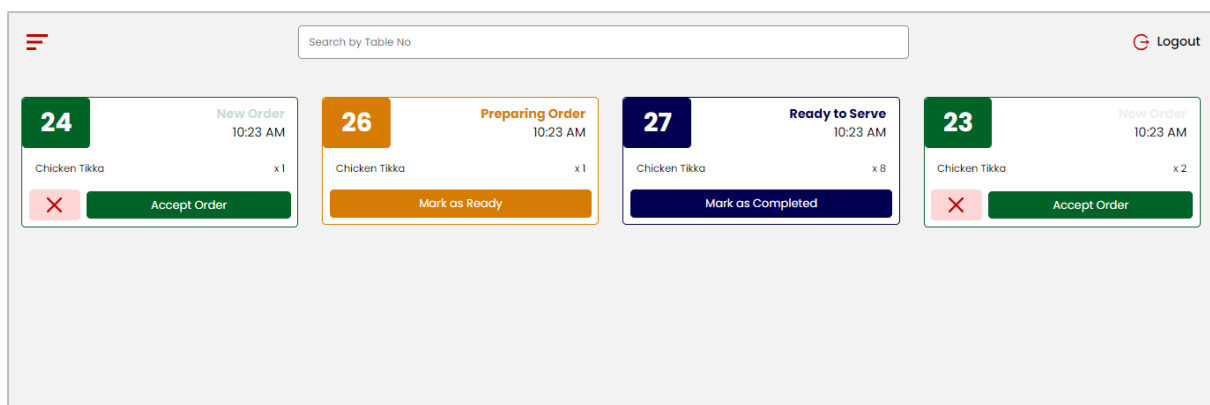 Search by Table No
Logout
24
New Order
10:23 AM
Chicken Tikka x 1
Accept Order
26
Preparing Order
10:23 AM
Chicken Tikka x 1
Mark as Ready
27
Ready to Serve
10:23 AM
Chicken Tikka x 8
Mark as Completed
23
New Order
10:23 AM
Chicken Tikka x 2
Accept Order